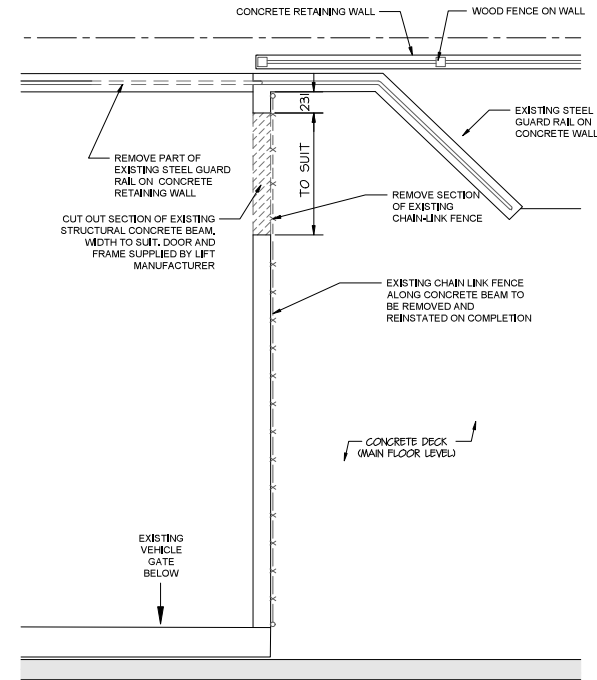 CONCRETE RETAINING WALL
WOOD FENCE ON WALL
231
TO SUIT
EXISTING STEEL
GUARD RAIL ON
CONCRETE WALL
REMOVE PART OF
EXISTING STEEL GUARD
RAIL ON CONCRETE
RETAINING WALL
REMOVE SECTION
OF EXISTING
CHAIN-LINK FENCE
CUT OUT SECTION OF EXISTING
STRUCTURAL CONCRETE BEAM.
WIDTH TO SUIT. DOOR AND
FRAME SUPPLIED BY LIFT
MANUFACTURER
EXISTING CHAIN LINK FENCE
ALONG CONCRETE BEAM TO
BE REMOVED AND
REINSTATED ON COMPLETION
CONCRETE DECK
(MAIN FLOOR LEVEL)
EXISTING
VEHICLE
GATE
BELOW